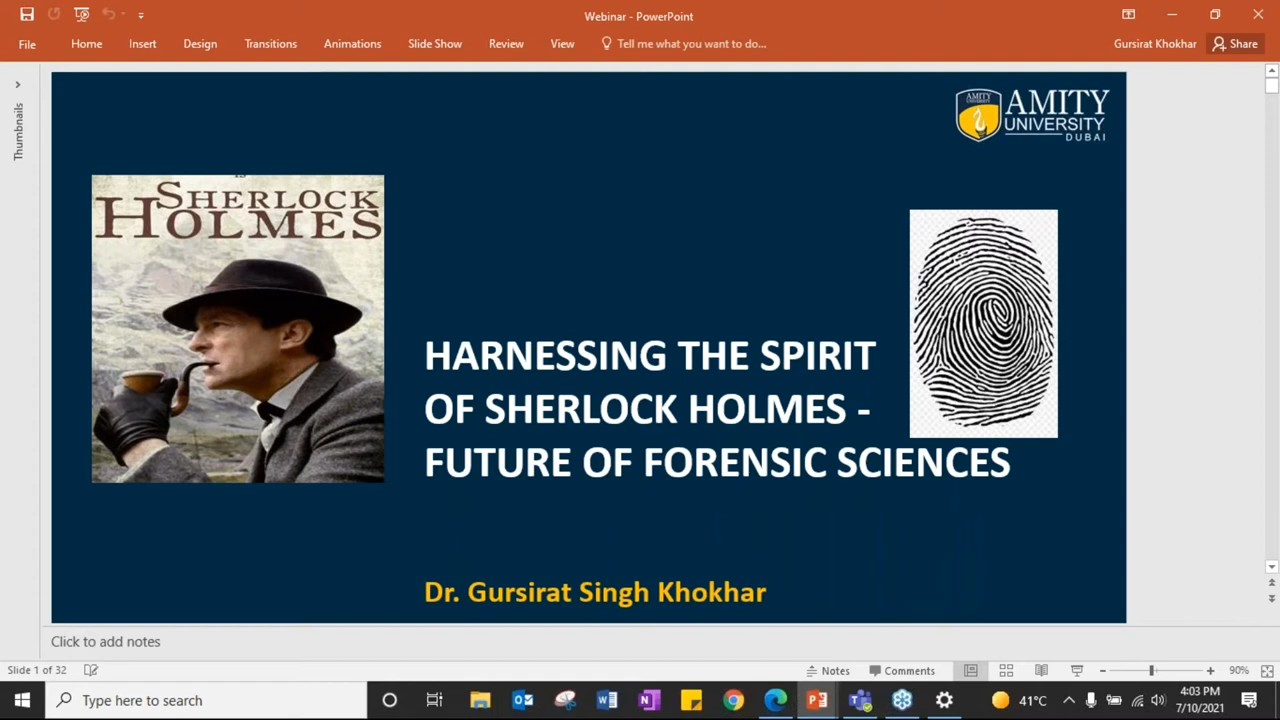 Webinar - PowerPoint
File Home Insert Design Transitions Animations Slide Show Review View Tell me what you want to do... Gursirat Khokhar Share
Thumbnails
AMITY
UNIVERSITY
AMITY
UNIVERSITY
DUBAI
SHERLOCK
HOLMES
HARNESSING THE SPIRIT
OF SHERLOCK HOLMES -
FUTURE OF FORENSIC SCIENCES
Dr. Gursirat Singh Khokhar
Click to add notes
Slide 1 of 32 Notes Comments 90%
Type here to search 41°C 4:03 PM
7/10/2021